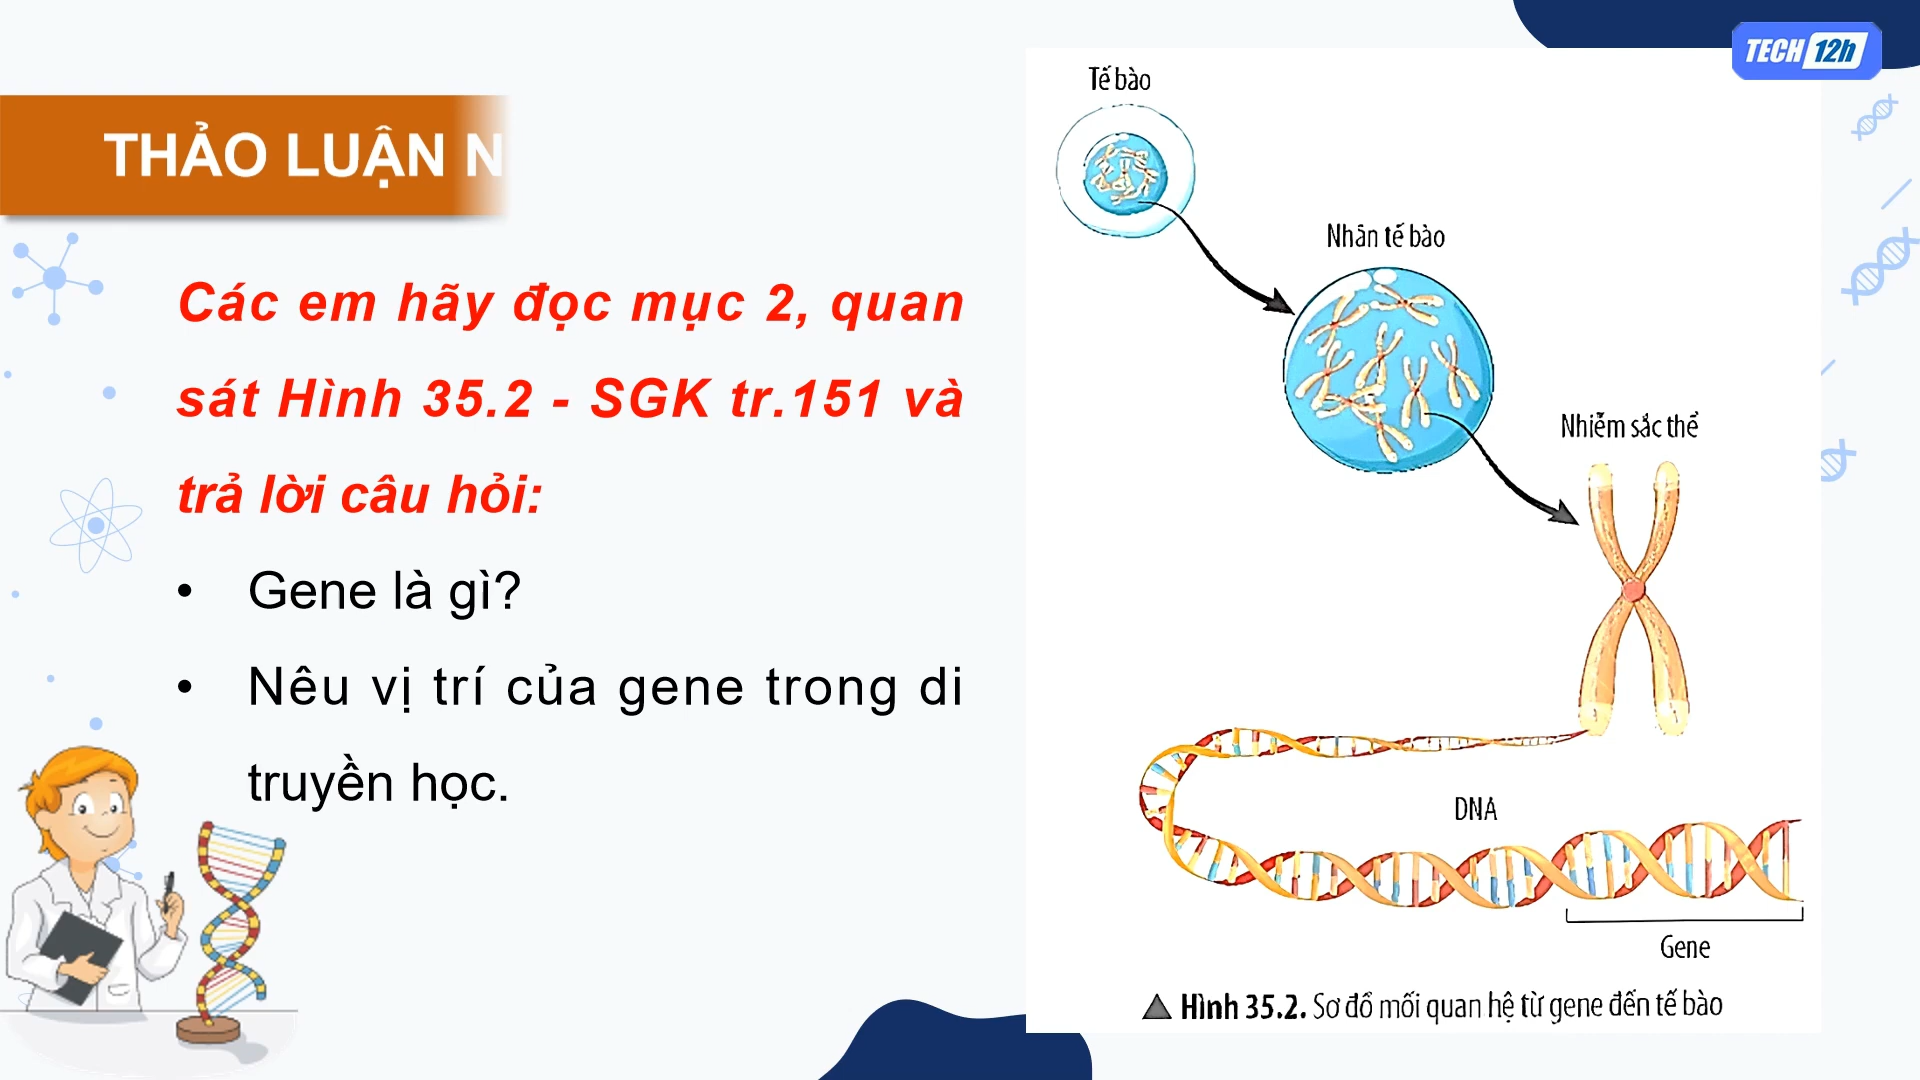 TECH 12h
THẢO LUẬN N
Các em hãy đọc mục 2, quan
sát Hình 35.2 - SGK tr.151 và
trả lời câu hỏi:
• Gene là gì?
• Nêu vị trí của gene trong di
truyền học.
Tế bào
Nhân tế bào
Nhiễm sắc thể
DNA
Gene
▲ Hình 35.2. Sơ đồ mối quan hệ từ gene đến tế bào